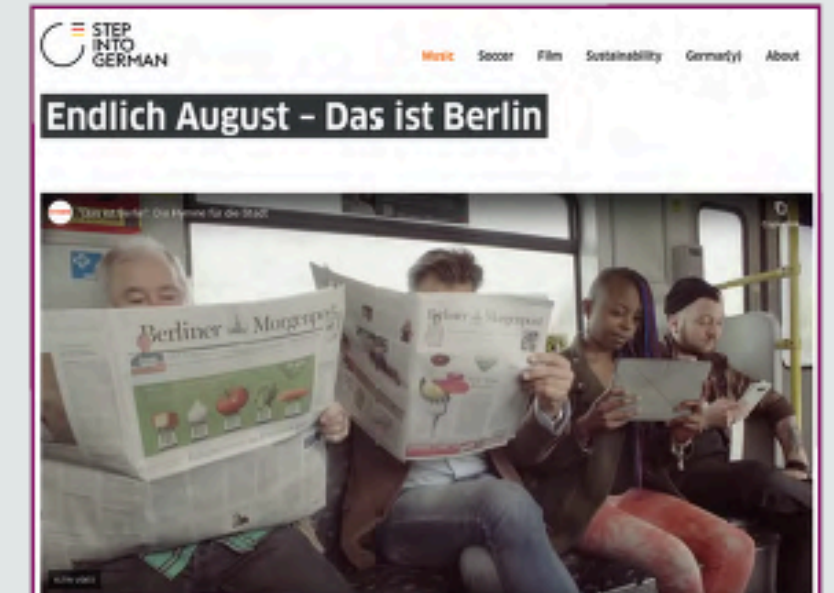 STEP
INTO
GERMAN
Music Soccer Film Sustainability German(y) About
Endlich August – Das ist Berlin
"Das ist Berlin": Die Hymne für die Stadt
Berliner Morgenpost
Berliner Morgenpost